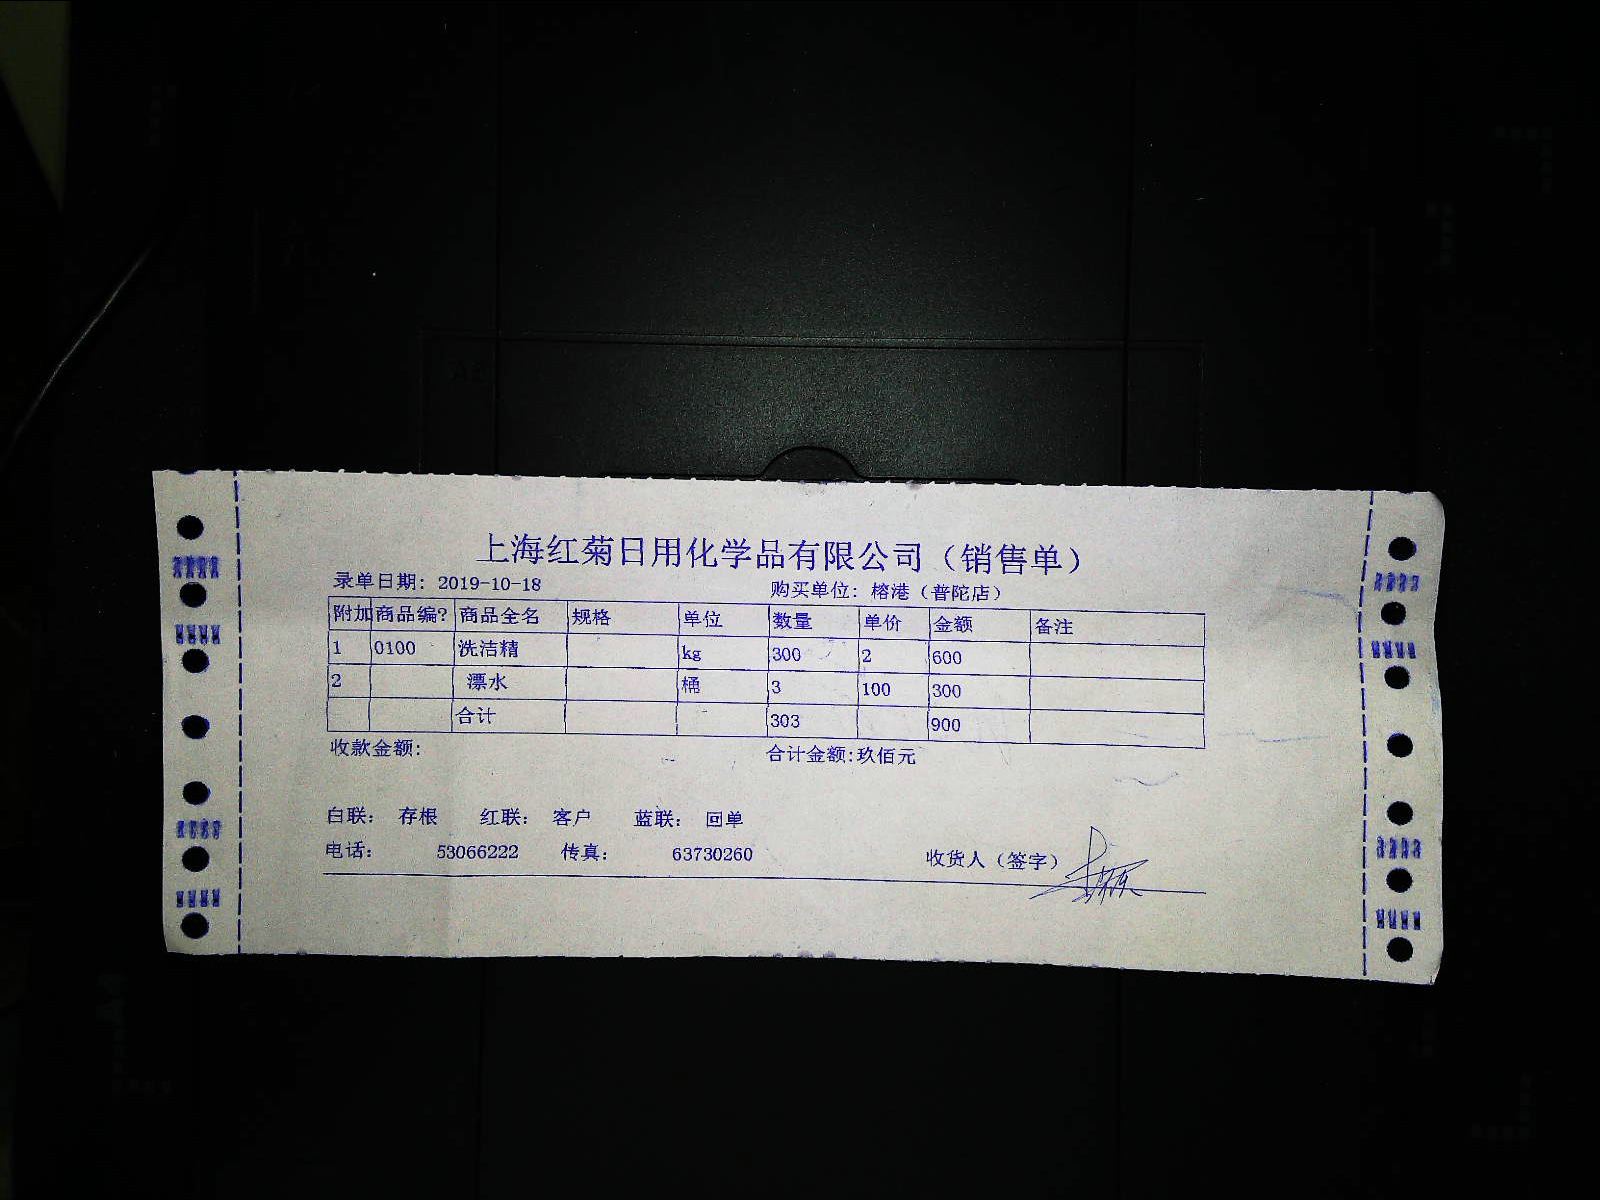 上海红菊日用化学品有限公司（销售单）
录单日期: 2019-10-18 购买单位: 榕港（普陀店）
附加 商品编? 商品全名 规格 单位 数量 单价 金额 备注
1 0100 洗洁精 kg 300 2 600
2 漂水 桶 3 100 300
合计 303 900
收款金额: 合计金额:玖佰元
白联: 存根 红联: 客户 蓝联: 回单
电话: 53066222 传真: 63730260 收货人（签字）